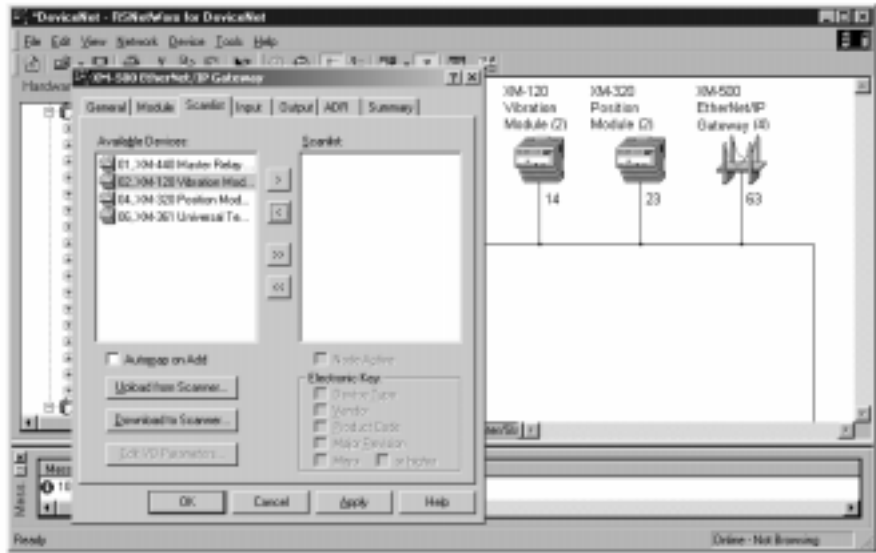 *DeviceNet - RSNetWorx for DeviceNet
File Edit View Network Device Tools Help
Hardwar
XM-500 EtherNet/IP Gateway
General Module Scanlist Input Output ADR Summary
Available Devices:
Scanlist:
01, XM-440 Master Relay
02, XM-120 Vibration Mod...
04, XM-320 Position Mod...
06, XM-361 Universal Te...
>
<
>>
<<
Automap on Add
Node Active
Upload from Scanner...
Download to Scanner...
Edit I/O Parameters...
Electronic Key:
Device Type
Vendor
Product Code
Major Revision
Minor
or higher
OK Cancel Apply Help
XM-120
Vibration
Module (2)
14
XM-320
Position
Module (2)
23
XM-500
EtherNet/IP
Gateway (4)
63
Mess
Mess...
Ready
Online - Not Browsing